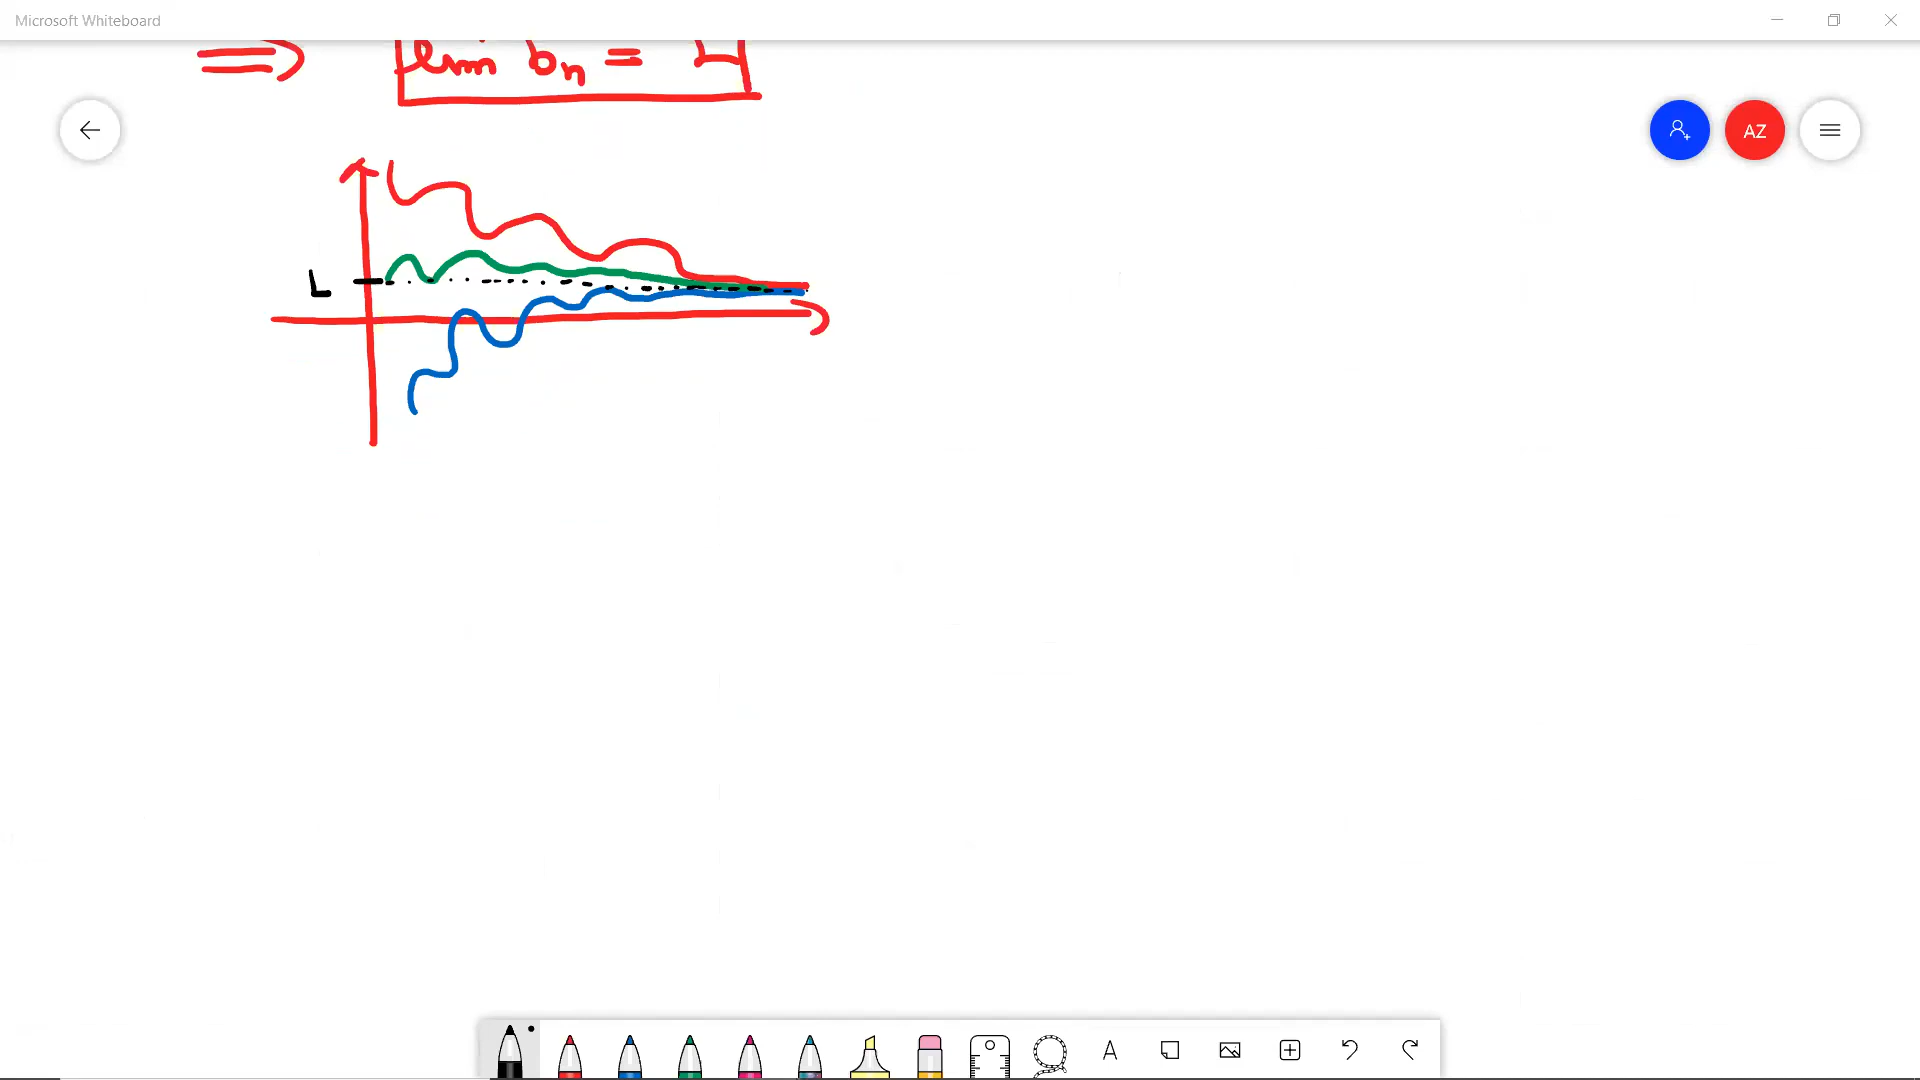 Microsoft Whiteboard
⟹ lim bn = L
AZ
L
A